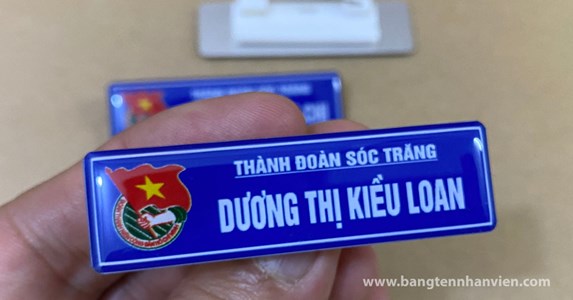 THÀNH ĐOÀN SÓC TRĂNG
DƯƠNG THỊ KIỀU LOAN
www.bangtennhanvien.com